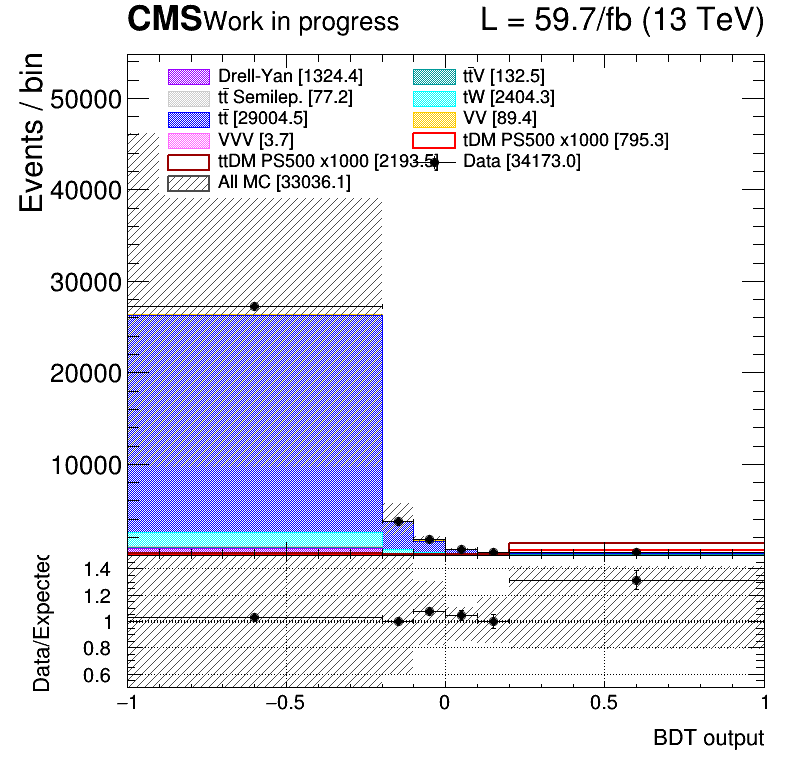 CMS Work in progress L = 59.7/fb (13 TeV)
Events / bin
Drell-Yan [1324.4] tt̄V [132.5]
tt̄ Semilep. [77.2] tW [2404.3]
tt̄ [29004.5] VV [89.4]
VVV [3.7] tDM PS500 x1000 [795.3]
ttDM PS500 x1000 [2193.5] Data [34173.0]
All MC [33036.1]
50000
40000
30000
20000
10000
Data/Expected
1.4
1.2
1
0.8
0.6
−1 −0.5 0 0.5 1
BDT output